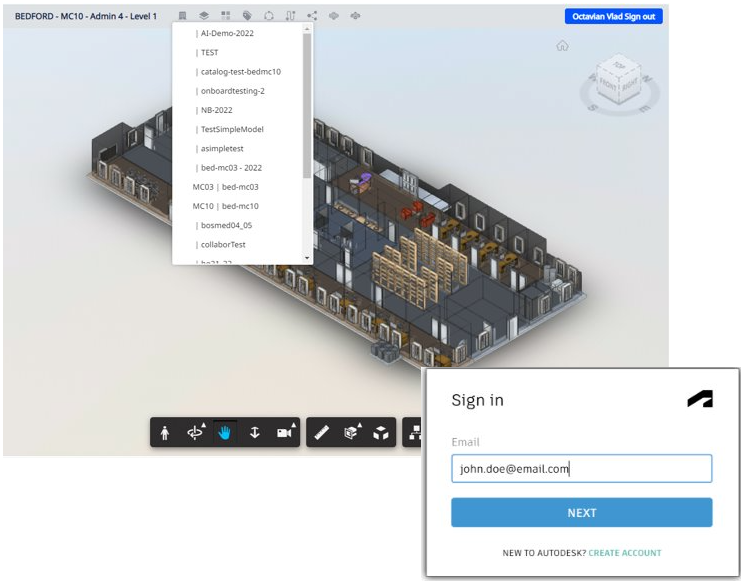 BEDFORD - MC10 - Admin 4 - Level 1
Octavian Vlad Sign out
| AI-Demo-2022
| TEST
| catalog-test-bedmc10
| onboardtesting-2
| NB-2022
| TestSimpleModel
| asimpletest
| bed-mc03 - 2022
MC03 | bed-mc03
MC10 | bed-mc10
| bosmed04_05
| collaborTest
TOP
FRONT
RIGHT
Sign in
Email
john.doe@email.com
NEXT
NEW TO AUTODESK? CREATE ACCOUNT